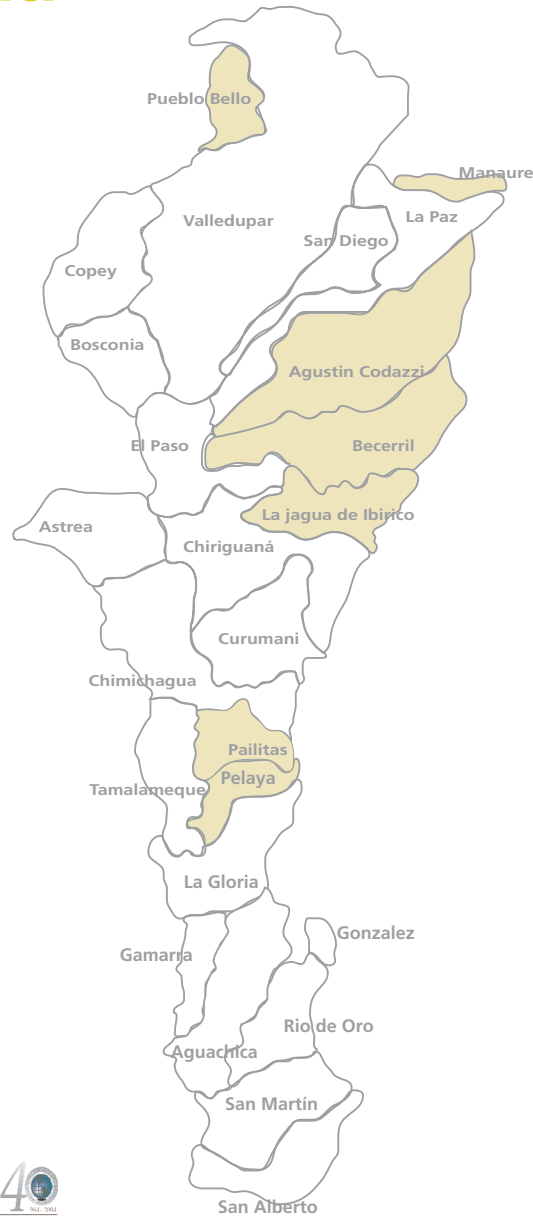 Pueblo Bello
Manaure
La Paz
Valledupar
San Diego
Copey
Bosconia
Agustin Codazzi
El Paso
Becerril
La jagua de Ibirico
Astrea
Chiriguaná
Curumani
Chimichagua
Pailitas
Pelaya
Tamalameque
La Gloria
Gonzalez
Gamarra
Rio de Oro
Aguachica
San Martín
40
964 - 2004
San Alberto